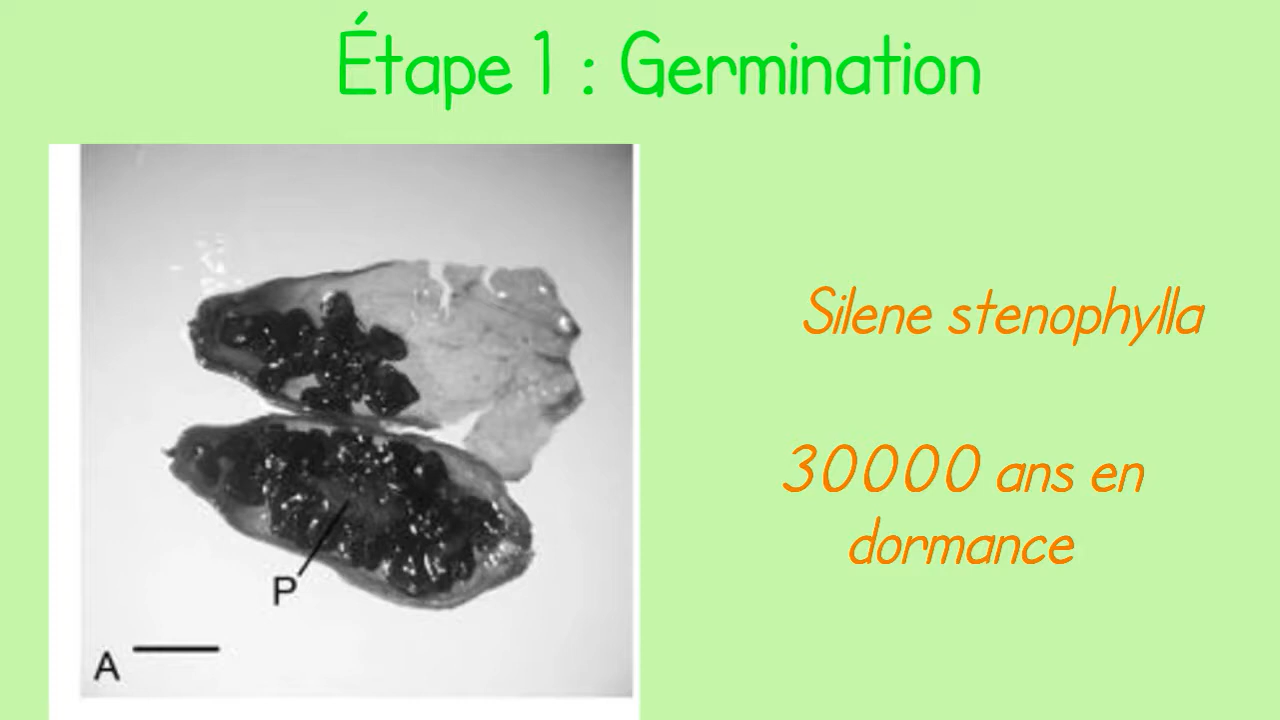 Étape 1 : Germination
Silene stenophylla
30000 ans en
dormance
P
A